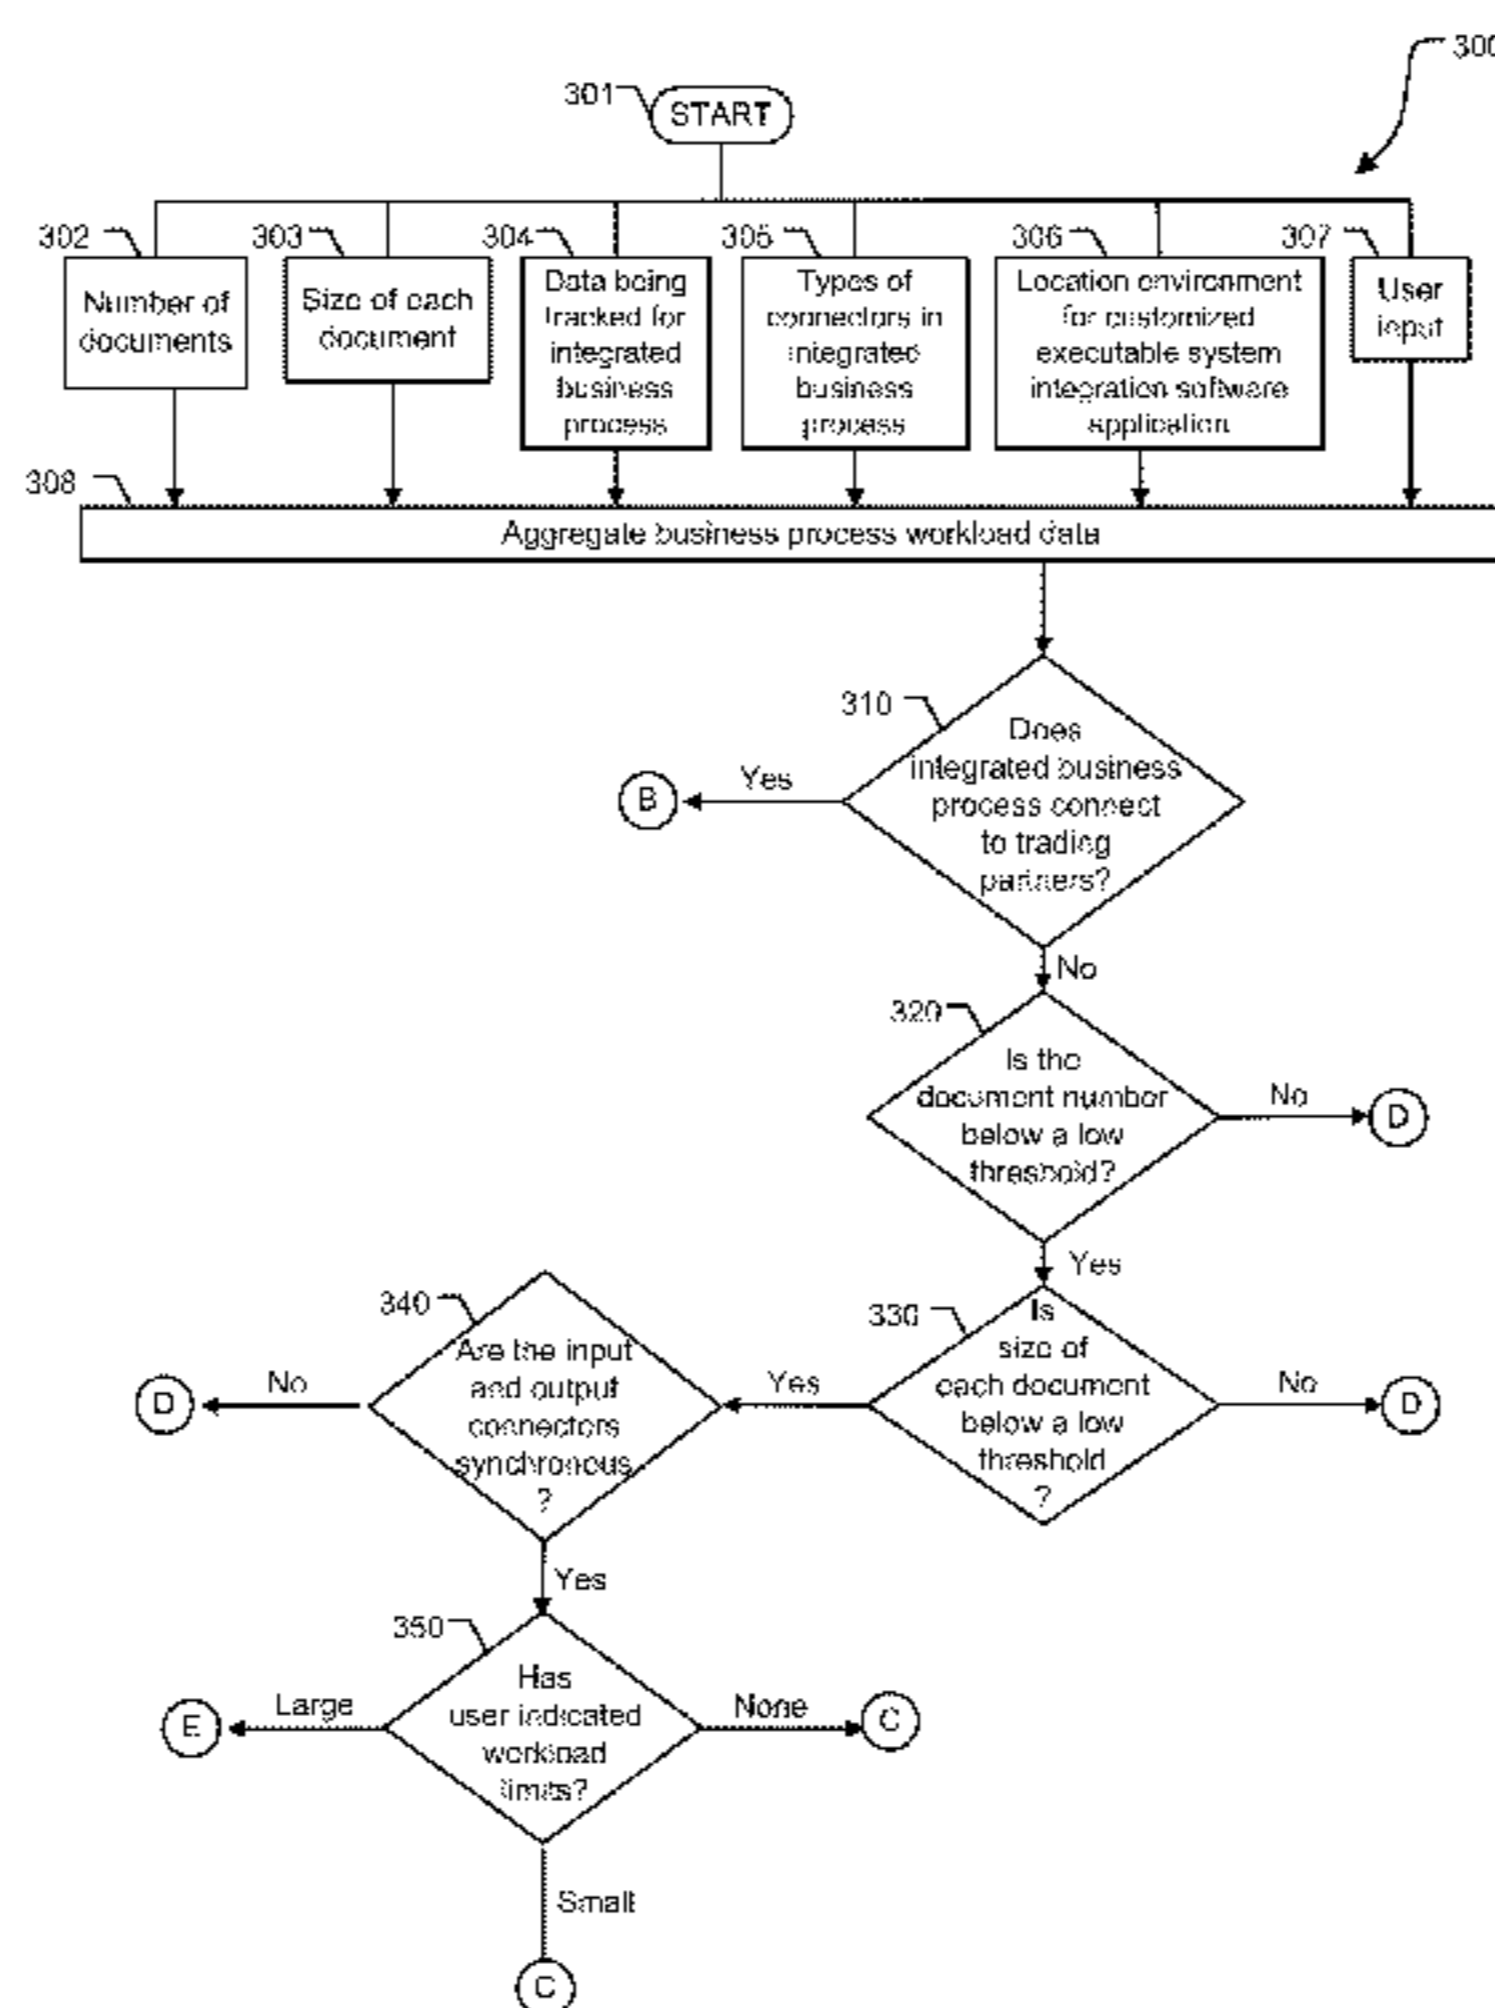 300
301
START
302
303
304
305
306
307
Number of
documents
Size of each
document
Data being
tracked for
integrated
business
process
Types of
connectors in
integrated
business
process
Location environment
for customized
executable system
integration software
application
User
input
308
Aggregate business process workload data
310
Does
integrated business
process connect
to trading
partners?
Yes
B
No
320
Is the
document number
below a low
threshold?
No
D
Yes
330
Is
size of
each document
below a low
threshold
?
No
D
Yes
340
Are the input
and output
connectors
synchronous
?
No
D
Yes
350
Has
user indicated
workload
limits?
Large
E
None
C
Small
C